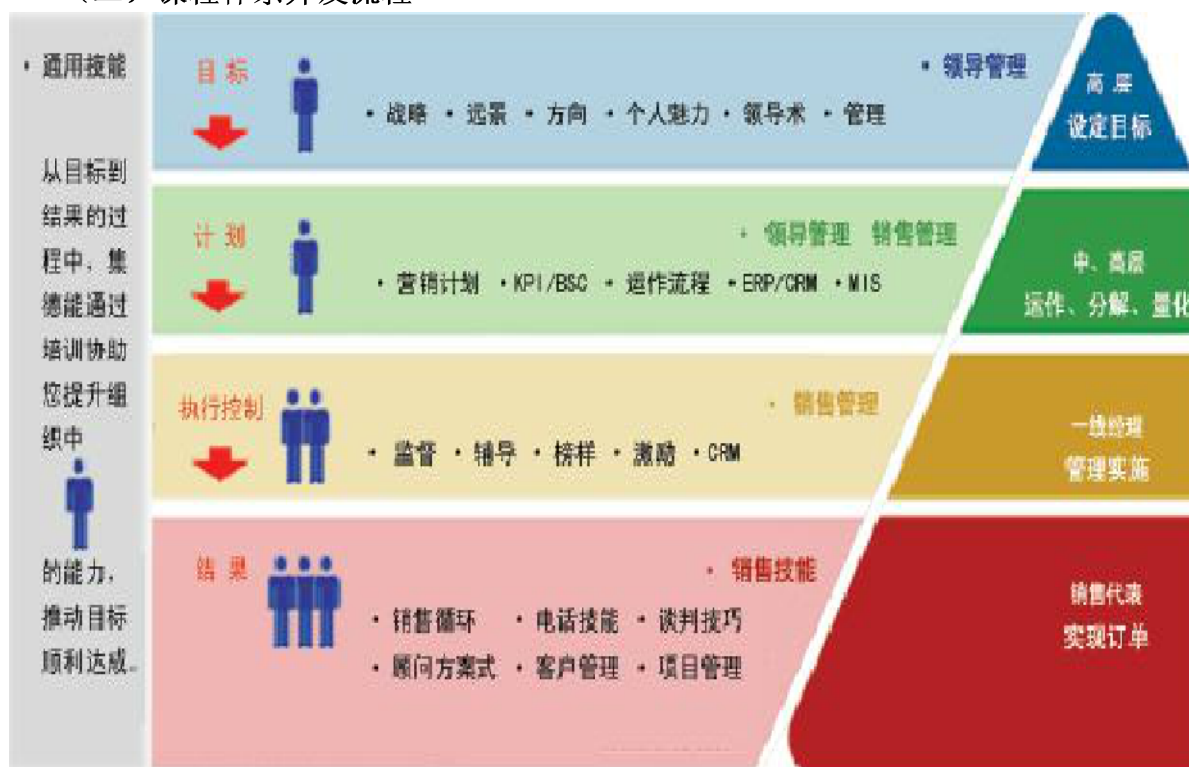 • 通用技能
从目标到
结果的过
程中，集
德能通过
培训协助
您提升组
织中
的能力，
推动目标
顺利达成。
目 标
• 领导管理
• 战略 • 远景 • 方向 • 个人魅力 • 领导术 • 管理
高 层
设定目标
计 划
• 领导管理 销售管理
• 营销计划 • KPI/BSC • 运作流程 • ERP/CRM • MIS
中、高层
运作、分解、量化
执行控制
• 销售管理
• 监督 • 辅导 • 榜样 • 激励 • CRM
一线经理
管理实施
结 果
• 销售技能
• 销售循环 • 电话技能 • 谈判技巧
• 顾问方案式 • 客户管理 • 项目管理
销售代表
实现订单